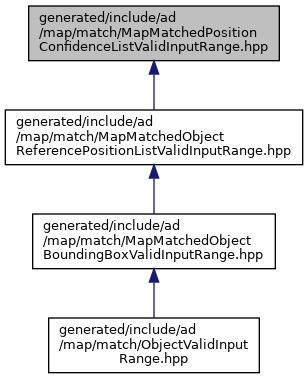 generated/include/ad
/map/match/MapMatchedPosition
ConfidenceListValidInputRange.hpp
generated/include/ad
/map/match/MapMatchedObject
ReferencePositionListValidInputRange.hpp
generated/include/ad
/map/match/MapMatchedObject
BoundingBoxValidInputRange.hpp
generated/include/ad
/map/match/ObjectValidInput
Range.hpp